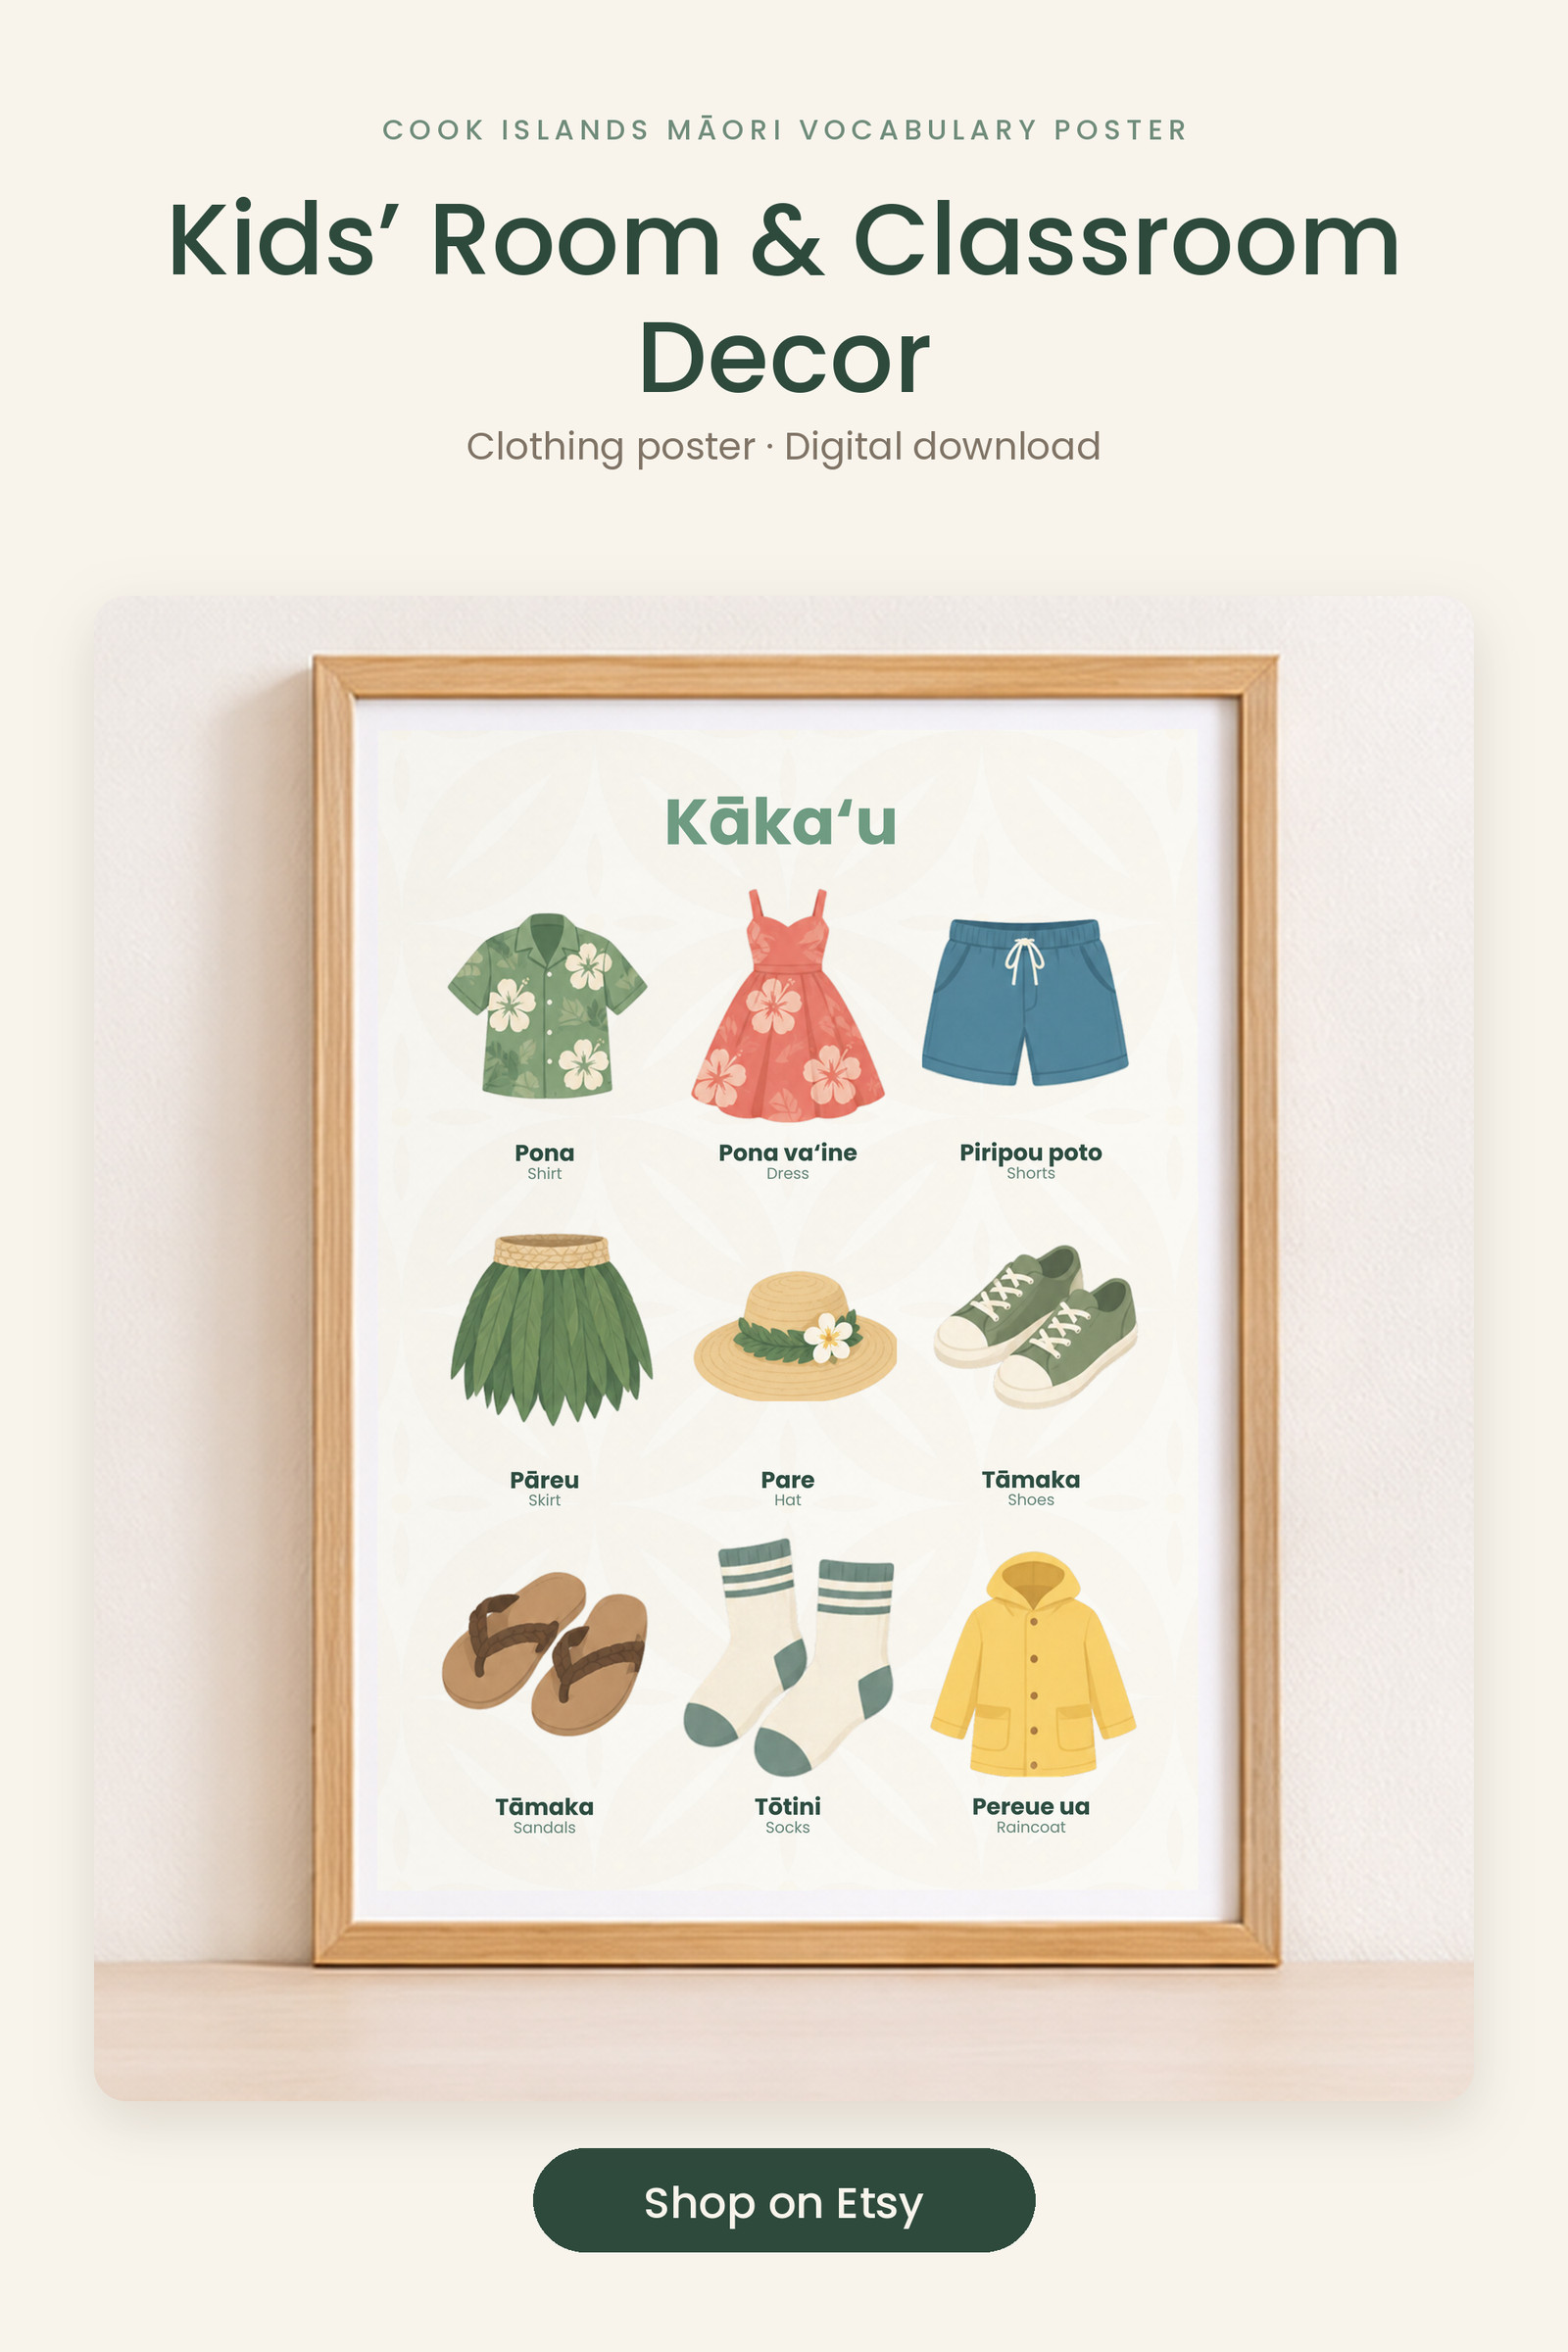 COOK ISLANDS MĀORI VOCABULARY POSTER
Kids’ Room & Classroom
Decor
Clothing poster · Digital download
Kākaʻu
Pona
Shirt
Pona vaʻine
Dress
Piripou poto
Shorts
Pāreu
Skirt
Pare
Hat
Tāmaka
Shoes
Tāmaka
Sandals
Tōtini
Socks
Pereue ua
Raincoat
Shop on Etsy